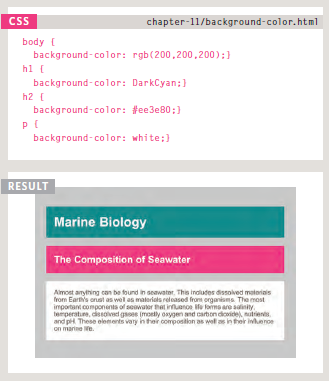 CSS
chapter-11/background-color.html
body {
background-color: rgb(200,200,200);}
h1 {
background-color: DarkCyan;}
h2 {
background-color: #ee3e80;}
p {
background-color: white;}
RESULT
Marine Biology
The Composition of Seawater
Almost anything can be found in seawater. This includes dissolved materials
from Earth's crust as well as materials released from organisms. The most
important components of seawater that influence life forms are salinity,
temperature, dissolved gases (mostly oxygen and carbon dioxide), nutrients,
and pH. These elements vary in their composition as well as in their influence
on marine life.